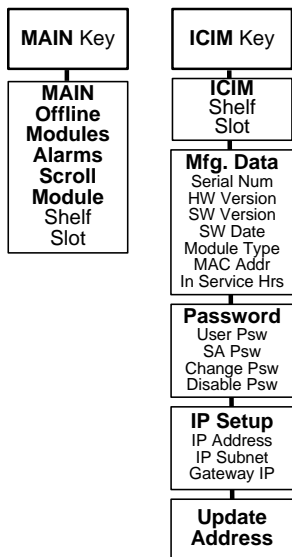 MAIN Key
MAIN
Offline
Modules
Alarms
Scroll
Module
Shelf
Slot
ICIM Key
ICIM
Shelf
Slot
Mfg. Data
Serial Num
HW Version
SW Version
SW Date
Module Type
MAC Addr
In Service Hrs
Password
User Psw
SA Psw
Change Psw
Disable Psw
IP Setup
IP Address
IP Subnet
Gateway IP
Update
Address